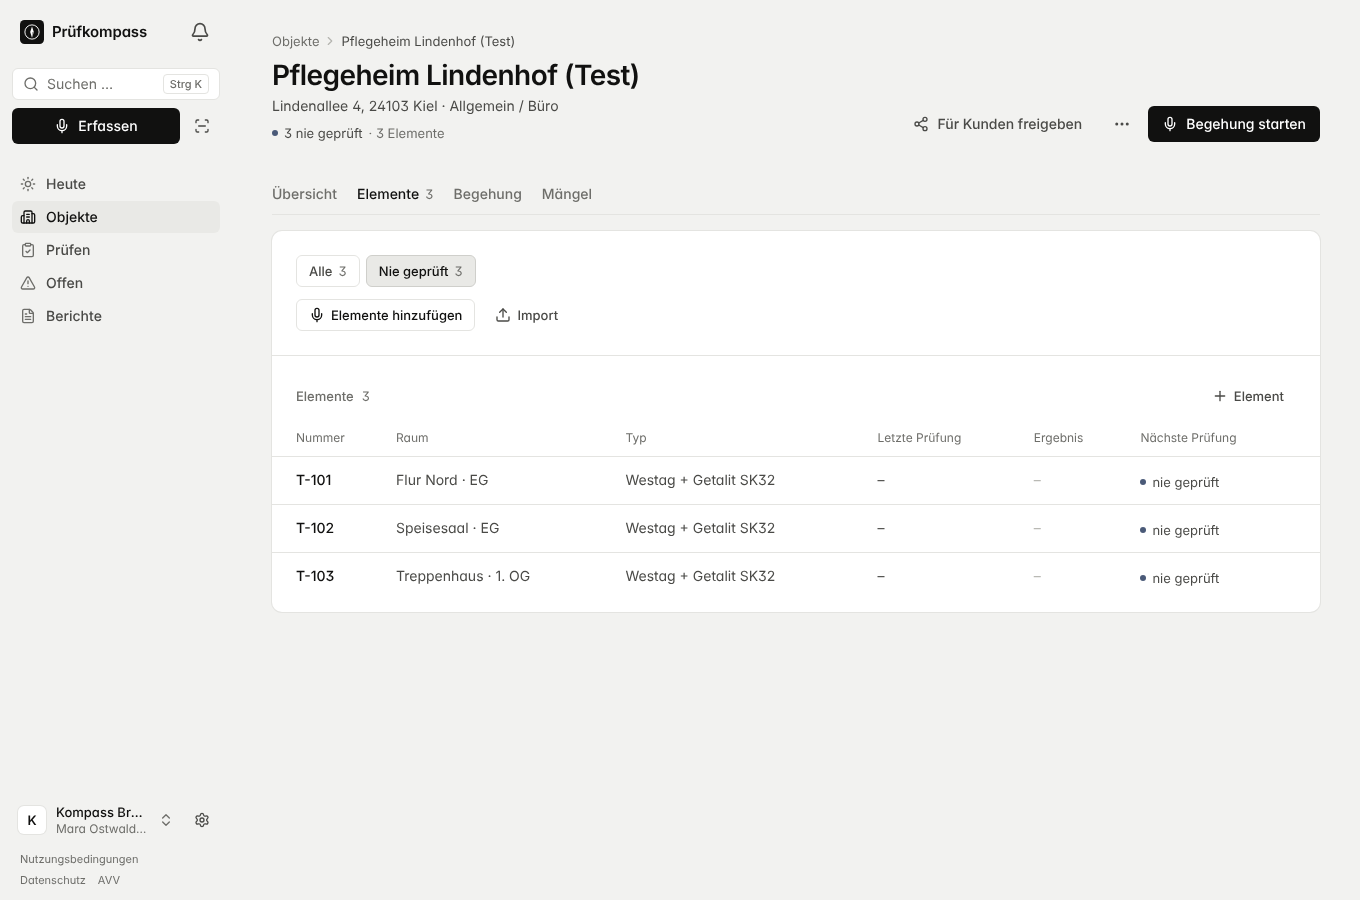 Prüfkompass
Suchen ... Strg K
Erfassen
Heute
Objekte
Prüfen
Offen
Berichte
Kompass Br...
K
Mara Ostwald...
Nutzungsbedingungen
Datenschutz AVV
Objekte Pflegeheim Lindenhof (Test)
Pflegeheim Lindenhof (Test)
Lindenallee 4, 24103 Kiel · Allgemein / Büro
3 nie geprüft · 3 Elemente
Für Kunden freigeben ··· Begehung starten
Übersicht Elemente 3 Begehung Mängel
Alle 3 Nie geprüft 3
Elemente hinzufügen Import
Elemente 3 + Element
Nummer Raum Typ Letzte Prüfung Ergebnis Nächste Prüfung
T-101 Flur Nord · EG Westag + Getalit SK32 – – nie geprüft
T-102 Speisesaal · EG Westag + Getalit SK32 – – nie geprüft
T-103 Treppenhaus · 1. OG Westag + Getalit SK32 – – nie geprüft